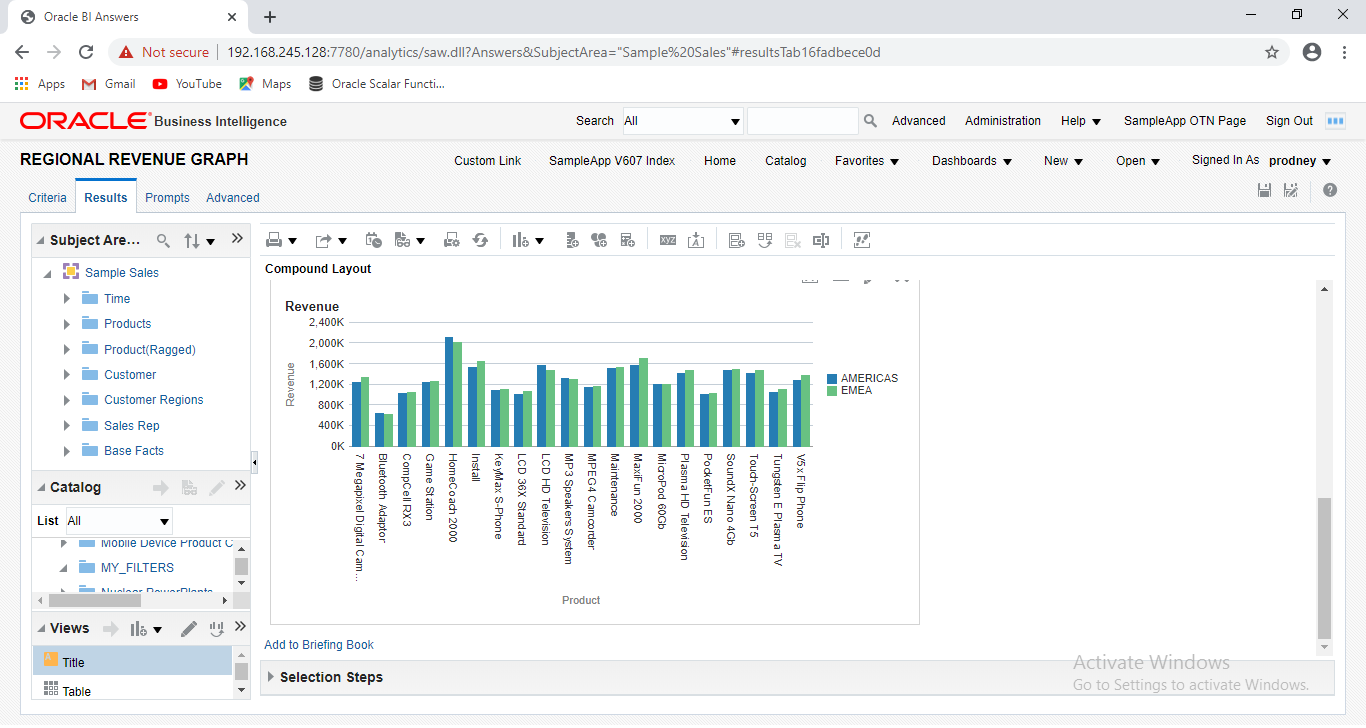 Oracle BI Answers
Not secure 192.168.245.128:7780/analytics/saw.dll?Answers&SubjectArea="Sample%20Sales"#resultsTab16fadbece0d
Apps Gmail YouTube Maps Oracle Scalar Functi...
ORACLE Business Intelligence Search All Advanced Administration Help SampleApp OTN Page Sign Out
REGIONAL REVENUE GRAPH Custom Link SampleApp V607 Index Home Catalog Favorites Dashboards New Open Signed In As prodney
Criteria Results Prompts Advanced
Subject Are...
Sample Sales
Time
Products
Product(Ragged)
Customer
Customer Regions
Sales Rep
Base Facts
Catalog
List All
Mobile Device Product C
MY_FILTERS
Nuclear PowerPlants
Views
Title
Table
XYZ
Compound Layout
Revenue
2,400K
2,000K
1,600K
1,200K
800K
400K
0K
Revenue
AMERICAS
EMEA
7 Megapixel Digital Cam...
Bluetooth Adaptor
CompCell RX3
Game Station
HomeCoach 2000
Install
KeyMax S-Phone
LCD 36X Standard
LCD HD Television
MP3 Speakers System
MPEG4 Camcorder
Maintenance
MaxiFun 2000
MicroPod 60Gb
Plasma HD Television
PocketFun ES
SoundX Nano 4Gb
Touch-Screen T5
Tungsten E Plasma TV
V5x Flip Phone
Product
Add to Briefing Book
Selection Steps
Activate Windows
Go to Settings to activate Windows.